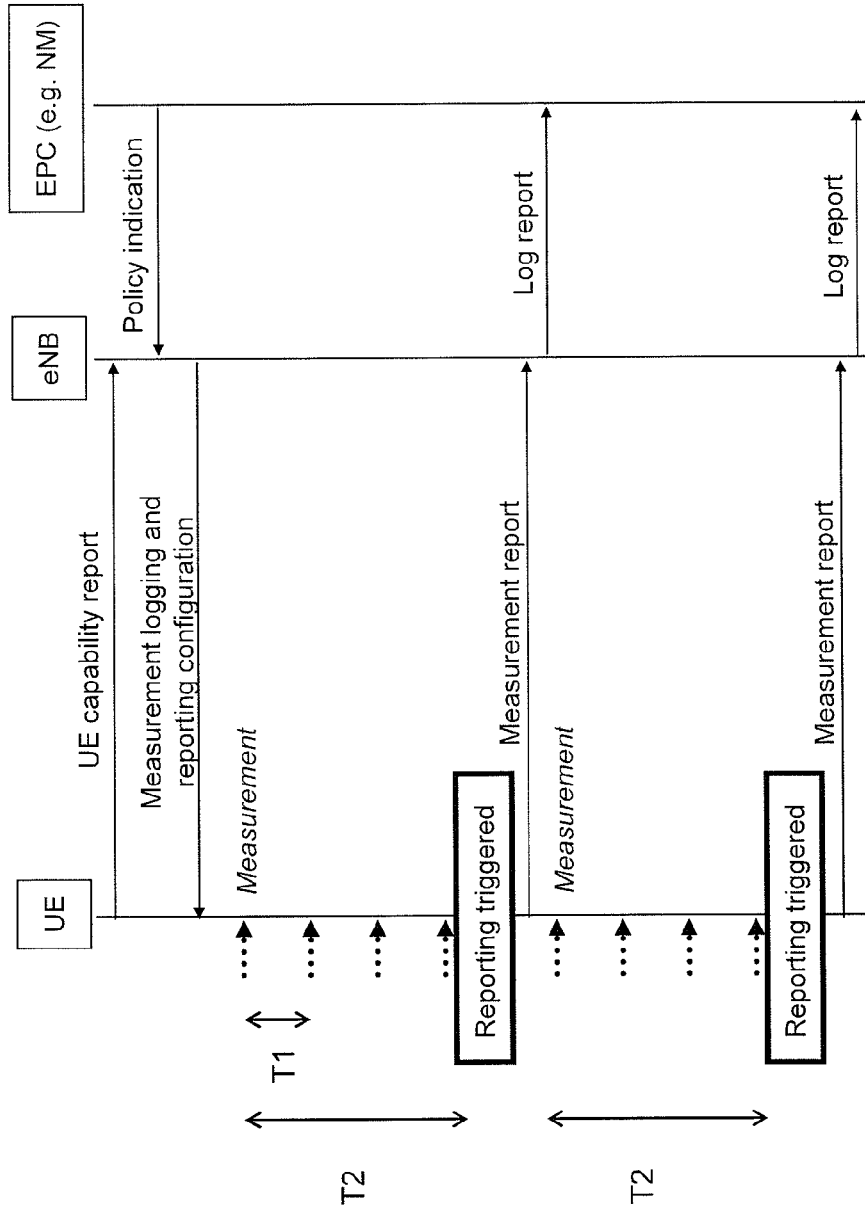 UE
eNB
EPC (e.g. NM)
UE capability report
Policy indication
Measurement logging and
reporting configuration
Measurement
T1
T2
Reporting triggered
Measurement report
Log report
Measurement
T2
Reporting triggered
Measurement report
Log report